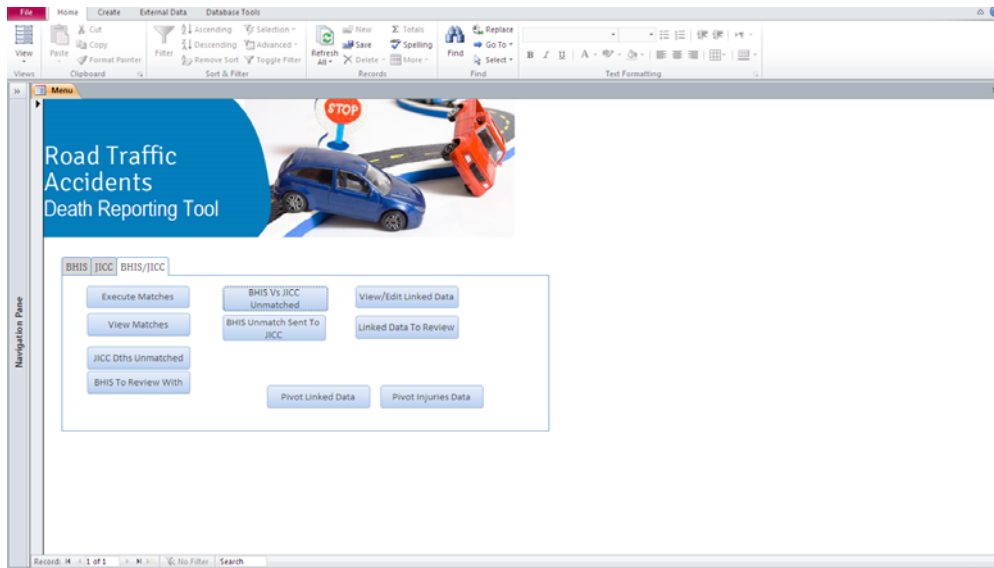 File Home Create External Data Database Tools
Cut
Copy
Format Painter
View
Paste
Views
Clipboard
Filter
Ascending
Descending
Remove Sort
Selection
Advanced
Toggle Filter
Sort & Filter
Refresh
All
New
Save
Delete
Totals
Spelling
More
Records
Find
Replace
Go To
Select
Find
B I U A
Text Formatting
Menu
STOP
Road Traffic
Accidents
Death Reporting Tool
BHIS JICC BHIS/JICC
Execute Matches
BHIS Vs JICC
Unmatched
View/Edit Linked Data
View Matches
BHIS Unmatch Sent To
JICC
Linked Data To Review
JICC Dths Unmatched
BHIS To Review With
Pivot Linked Data
Pivot Injuries Data
Navigation Pane
Record: 1 of 1 No Filter Search